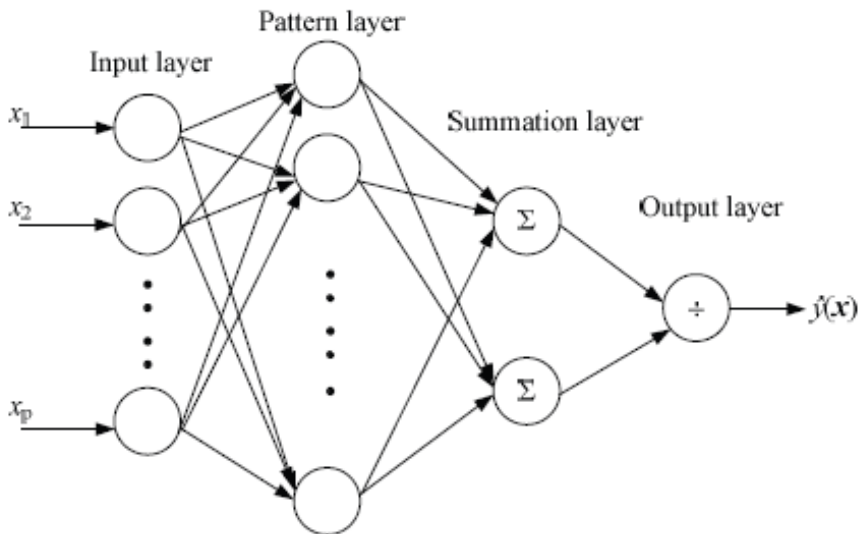 Pattern layer
Input layer
x1
Summation layer
x2
Σ
Output layer
÷
ŷ(x)
Σ
xp